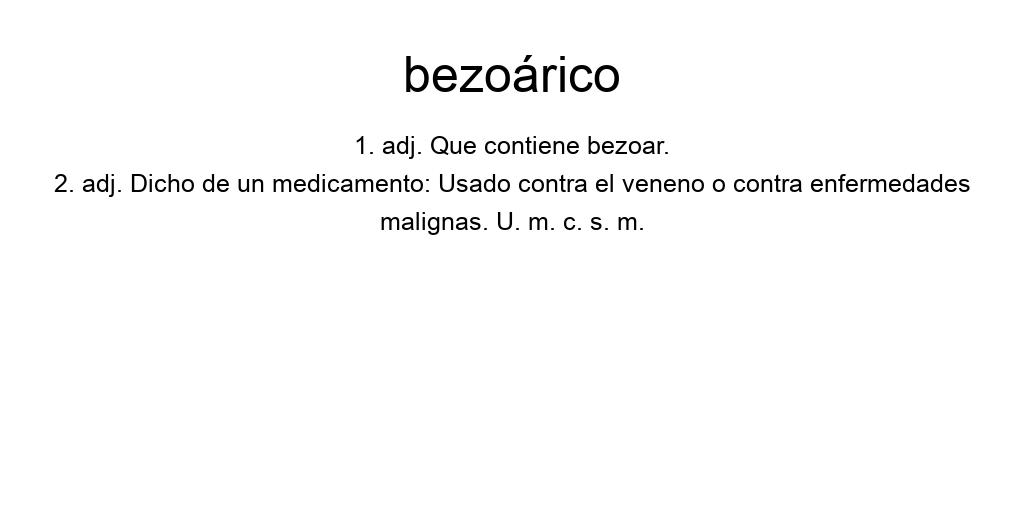 bezoárico
1. adj. Que contiene bezoar.
2. adj. Dicho de un medicamento: Usado contra el veneno o contra enfermedades
malignas. U. m. c. s. m.